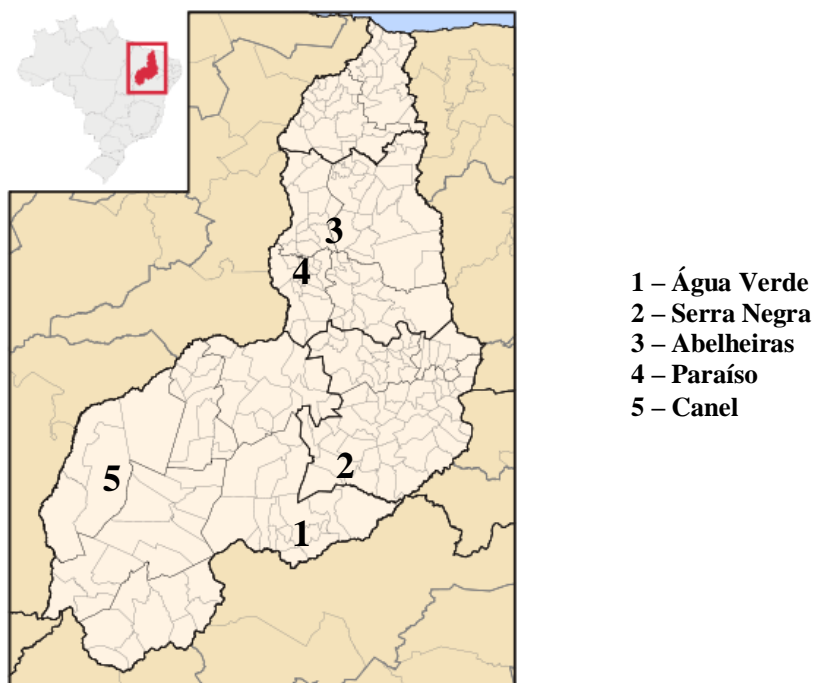 3
4
5
2
1
1 – Água Verde
2 – Serra Negra
3 – Abelheiras
4 – Paraíso
5 – Canel